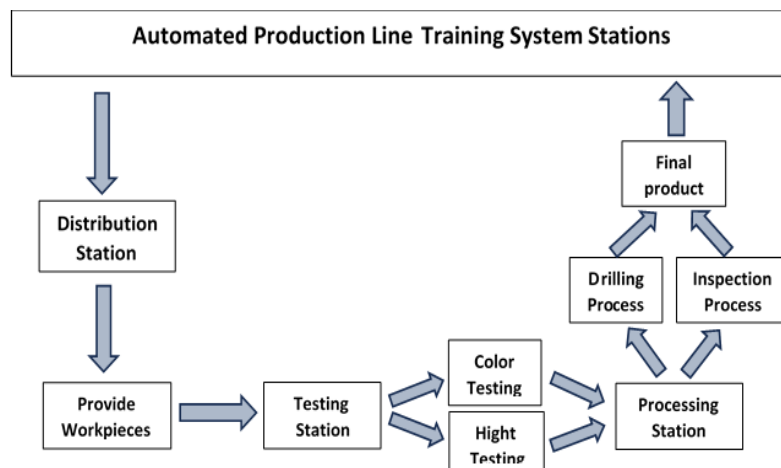 Automated Production Line Training System Stations
Distribution
Station
Provide
Workpieces
Testing
Station
Color
Testing
Hight Testing
Processing
Station
Drilling
Process
Inspection
Process
Final
product